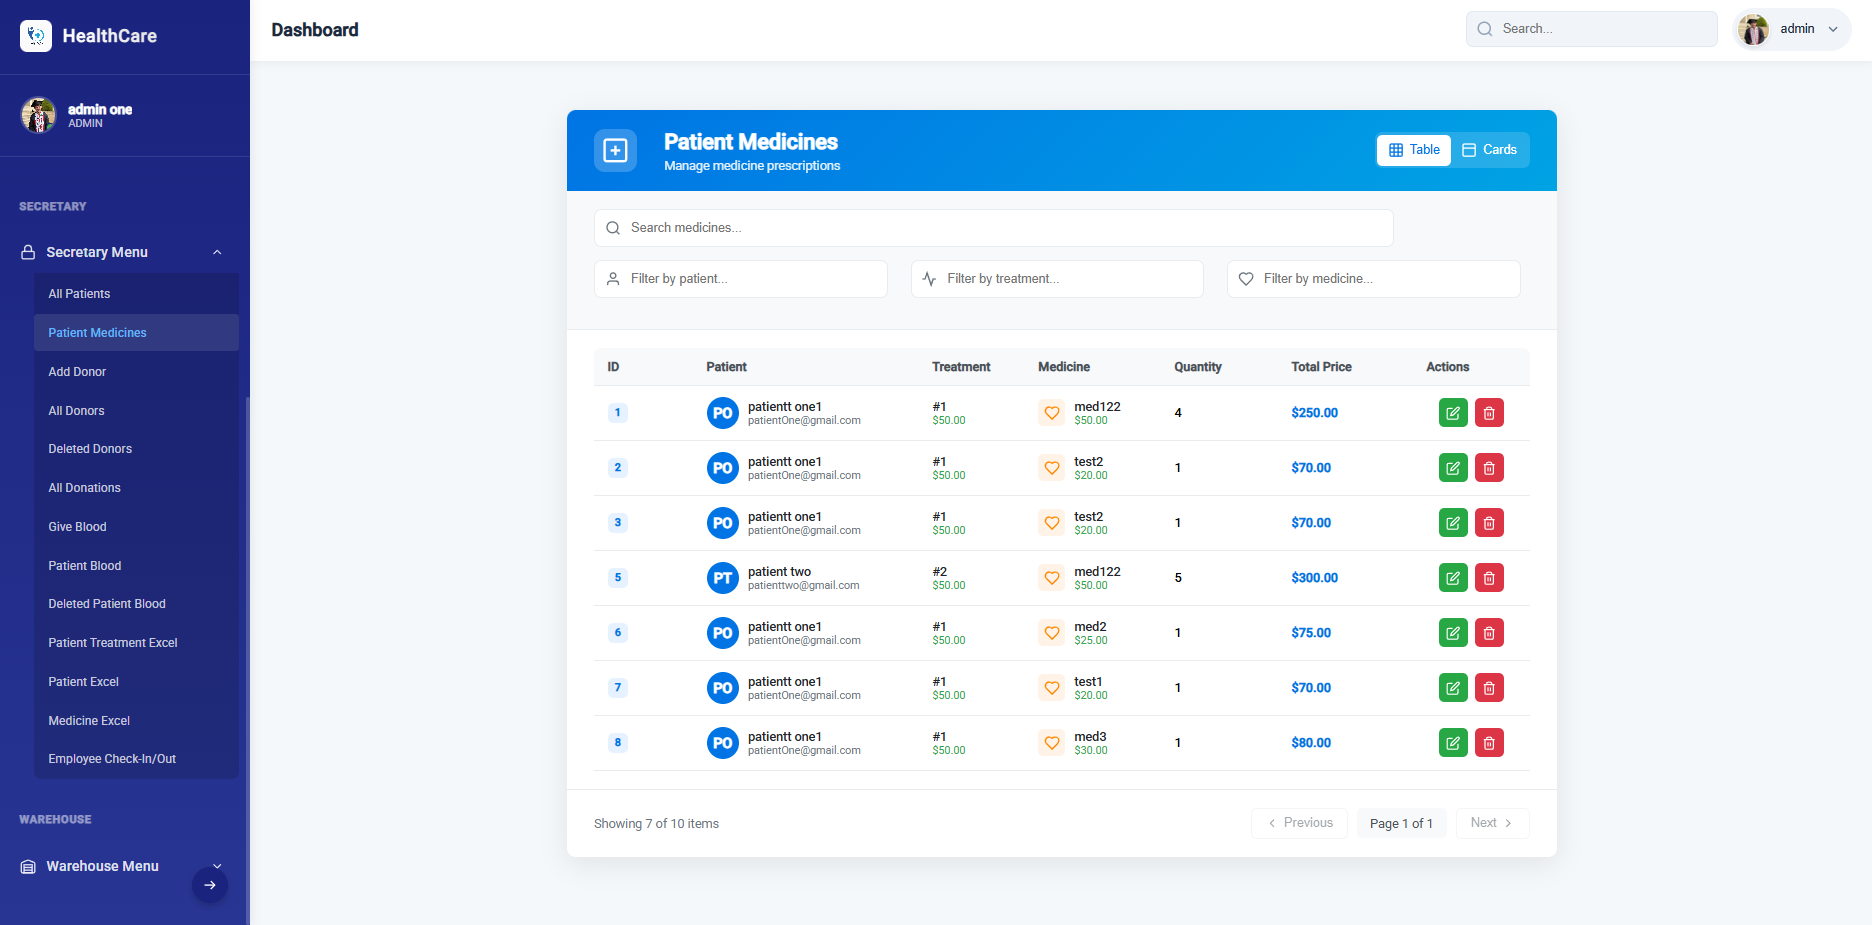 HealthCare
Dashboard
Search...
admin
admin one
ADMIN
SECRETARY
Secretary Menu
All Patients
Patient Medicines
Add Donor
All Donors
Deleted Donors
All Donations
Give Blood
Patient Blood
Deleted Patient Blood
Patient Treatment Excel
Patient Excel
Medicine Excel
Employee Check-In/Out
WAREHOUSE
Warehouse Menu
Patient Medicines
Manage medicine prescriptions
Table
Cards
Search medicines...
Filter by patient...
Filter by treatment...
Filter by medicine...
ID Patient Treatment Medicine Quantity Total Price Actions
1 PO patientt one1 #1 med122 4 $250.00
patientOne@gmail.com $50.00 $50.00
2 PO patientt one1 #1 test2 1 $70.00
patientOne@gmail.com $50.00 $20.00
3 PO patientt one1 #1 test2 1 $70.00
patientOne@gmail.com $50.00 $20.00
5 PT patient two #2 med122 5 $300.00
patienttwo@gmail.com $50.00 $50.00
6 PO patientt one1 #1 med2 1 $75.00
patientOne@gmail.com $50.00 $25.00
7 PO patientt one1 #1 test1 1 $70.00
patientOne@gmail.com $50.00 $20.00
8 PO patientt one1 #1 med3 1 $80.00
patientOne@gmail.com $50.00 $30.00
Showing 7 of 10 items
Previous
Page 1 of 1
Next